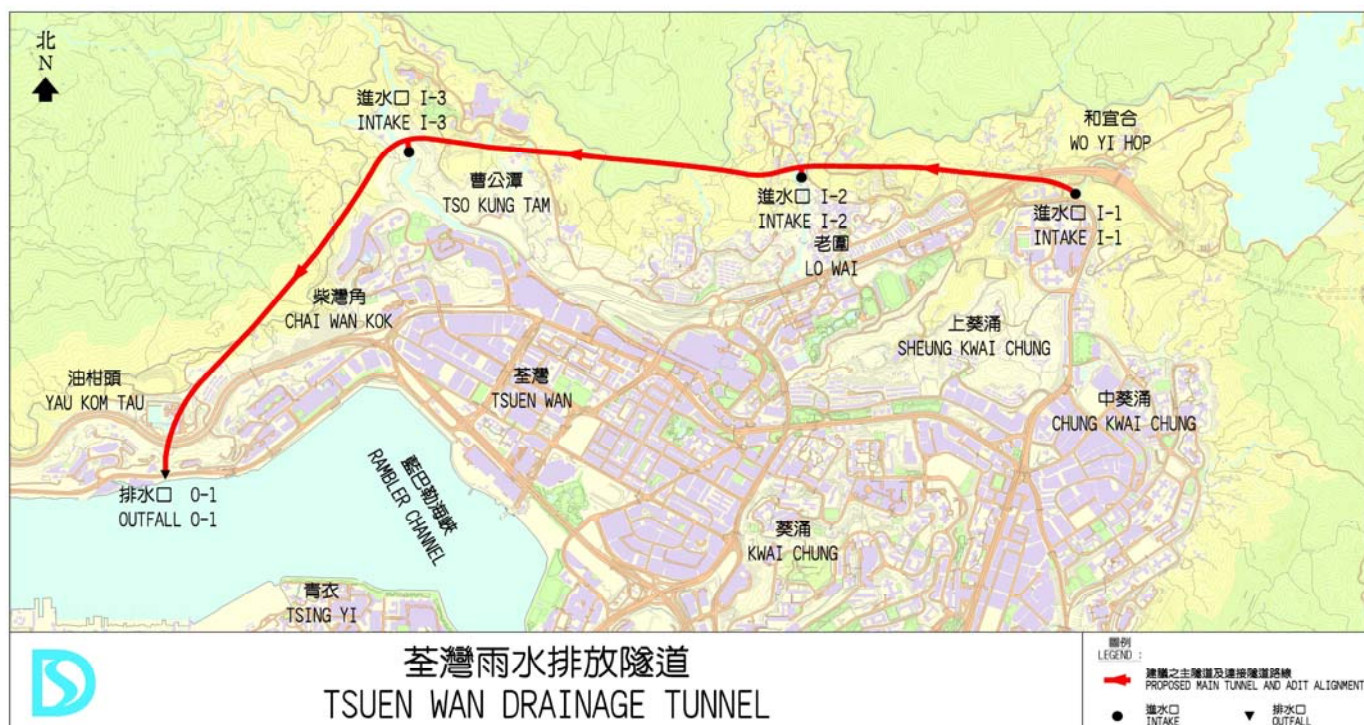 北
N
進水口 I-3
INTAKE I-3
和宜合
WO YI HOP
曹公潭
TSO KUNG TAM
進水口 I-2
INTAKE I-2
進水口 I-1
INTAKE I-1
老圍
LO WAI
柴灣角
CHAI WAN KOK
上葵涌
SHEUNG KWAI CHUNG
油柑頭
YAU KOM TAU
荃灣
TSUEN WAN
中葵涌
CHUNG KWAI CHUNG
藍巴勒海峽
RAMBLER CHANNEL
排水口 O-1
OUTFALL O-1
葵涌
KWAI CHUNG
青衣
TSING YI
荃灣雨水排放隧道
TSUEN WAN DRAINAGE TUNNEL
圖例
LEGEND :
建議之主隧道及連接隧道路線
PROPOSED MAIN TUNNEL AND ADIT ALIGNMENT
進水口
INTAKE
排水口
OUTFALL